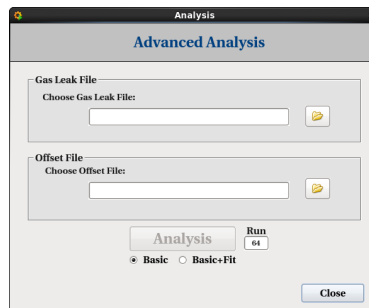 Analysis
Advanced Analysis
Gas Leak File
Choose Gas Leak File:
Offset File
Choose Offset File:
Analysis
Run
64
Basic
Basic+Fit
Close